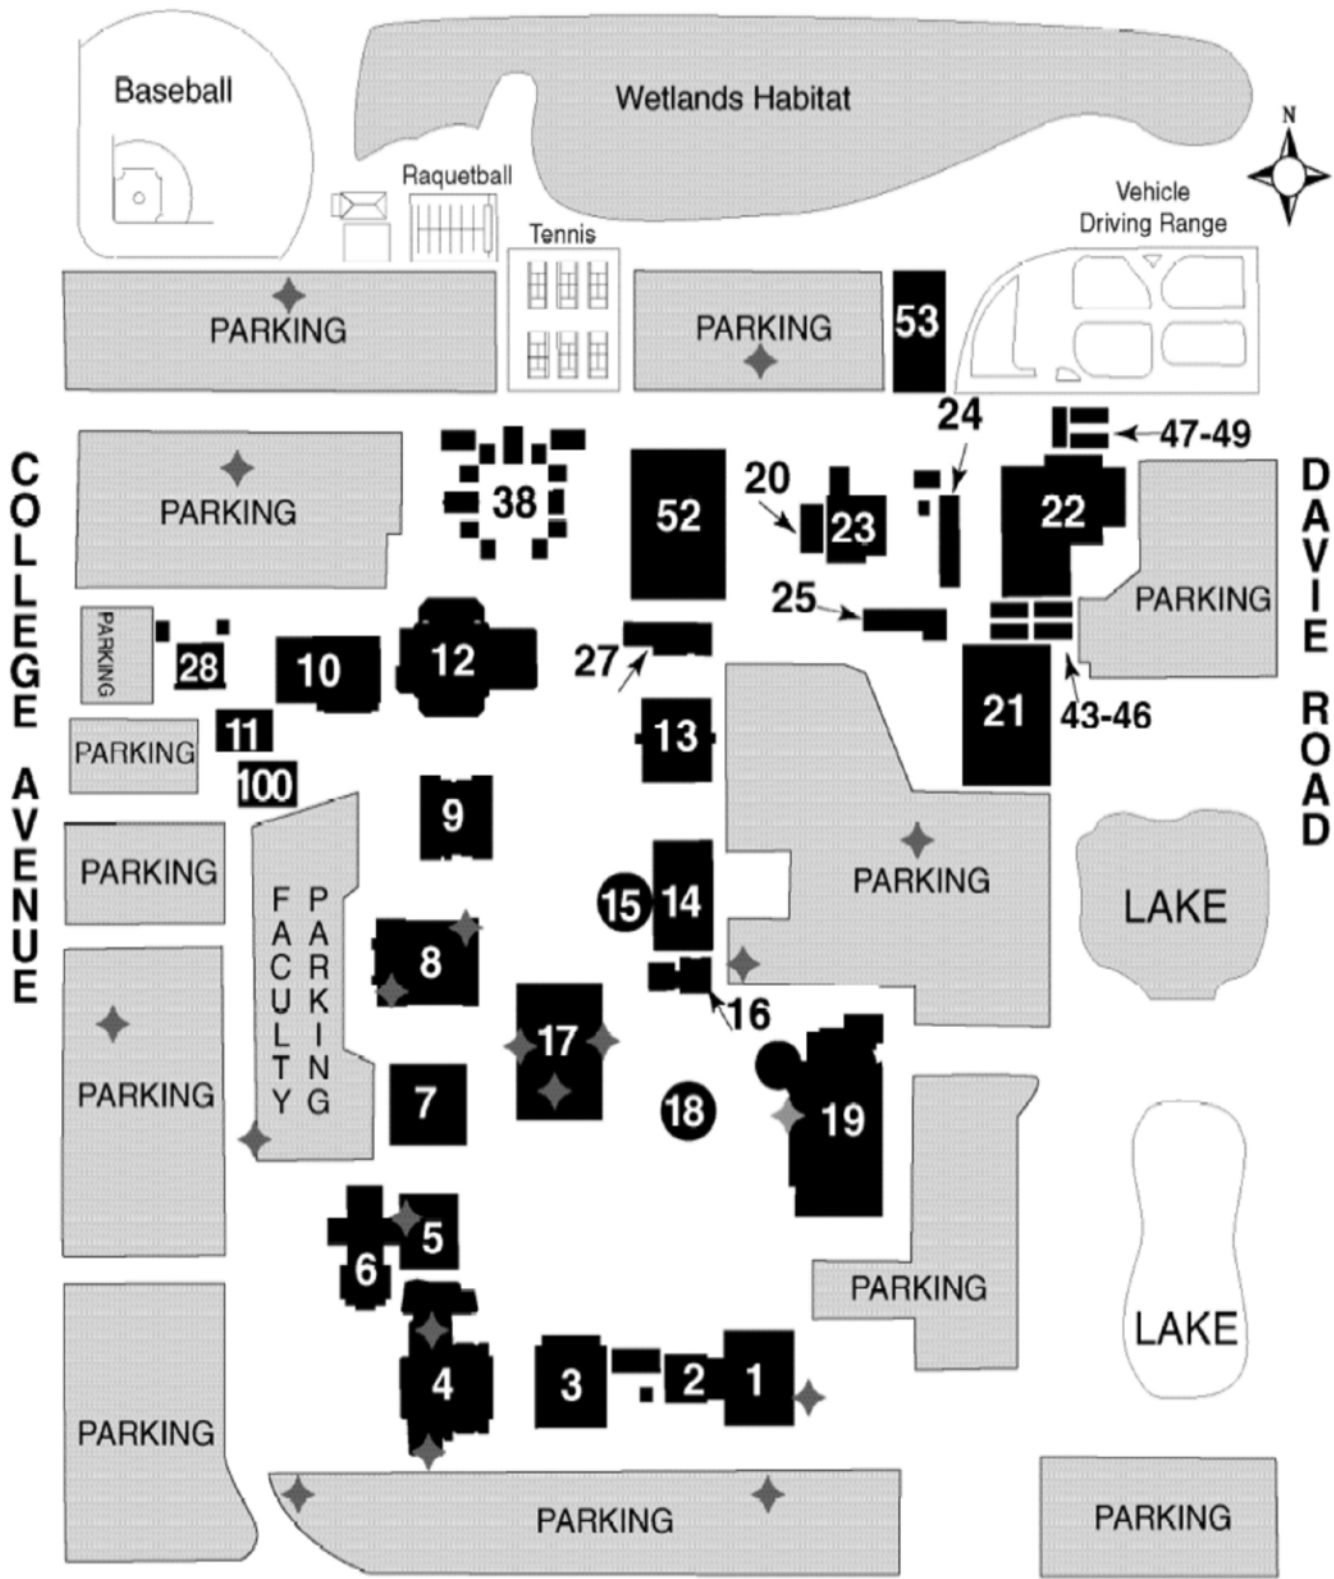 Baseball
Wetlands Habitat
N
Raquetball
Vehicle
Driving Range
Tennis
PARKING
PARKING
53
24
47-49
COLLEGE AVENUE
DAVIE ROAD
PARKING
38
52
20
23
22
PARKING
25
PARKING
28
10
12
27
21
43-46
11
13
PARKING
100
9
PARKING
FACULTY
PARKING
8
15
14
PARKING
LAKE
16
17
PARKING
7
18
19
5
6
PARKING
LAKE
4
3
2
1
PARKING
PARKING
PARKING